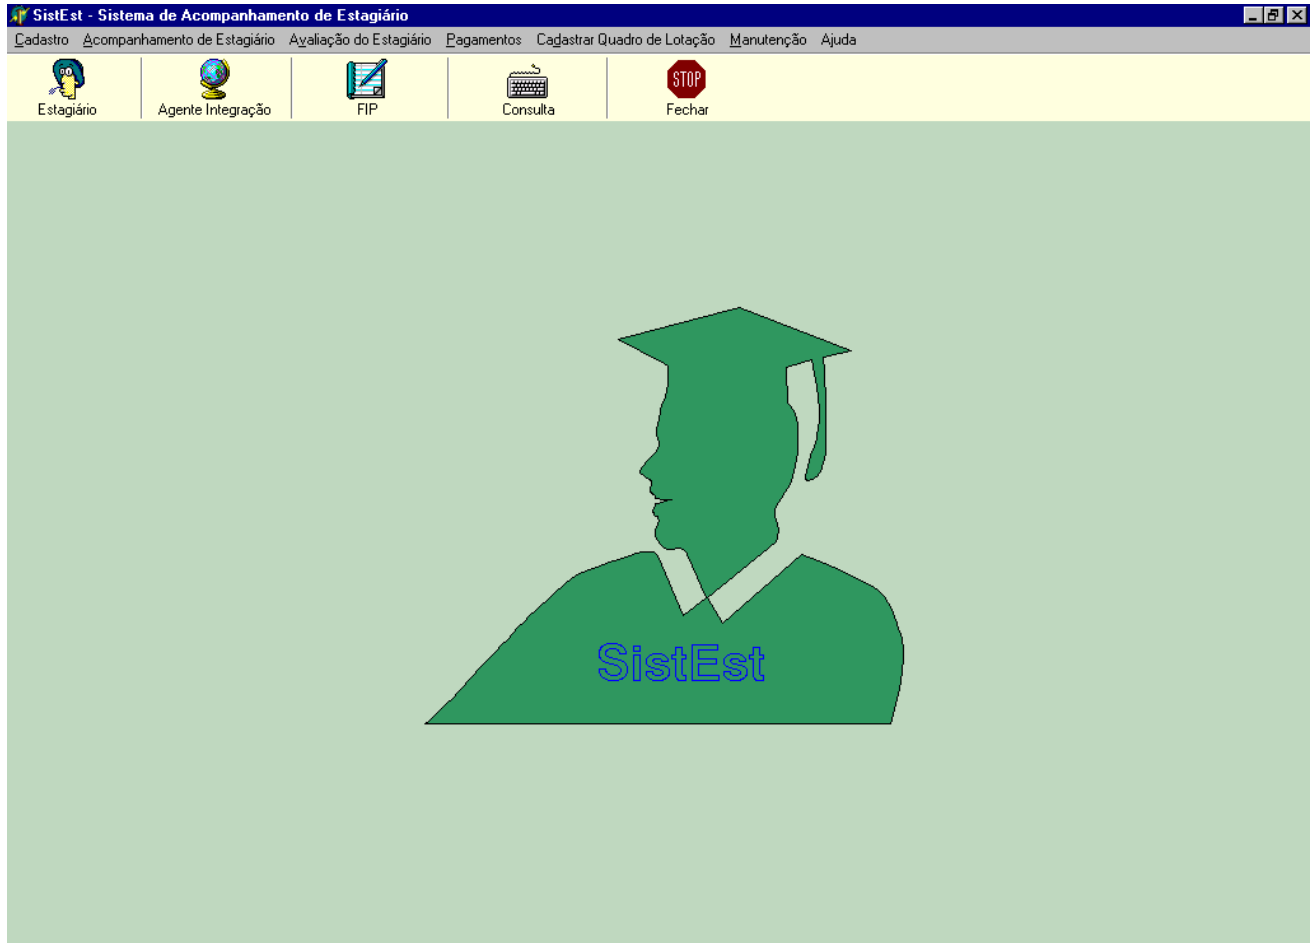 SistEst - Sistema de Acompanhamento de Estagiário
Cadastro Acompanhamento de Estagiário Avaliação do Estagiário Pagamentos Cadastrar Quadro de Lotação Manutenção Ajuda
STOP
Estagiário Agente Integração FIP Consulta Fechar
SistEst